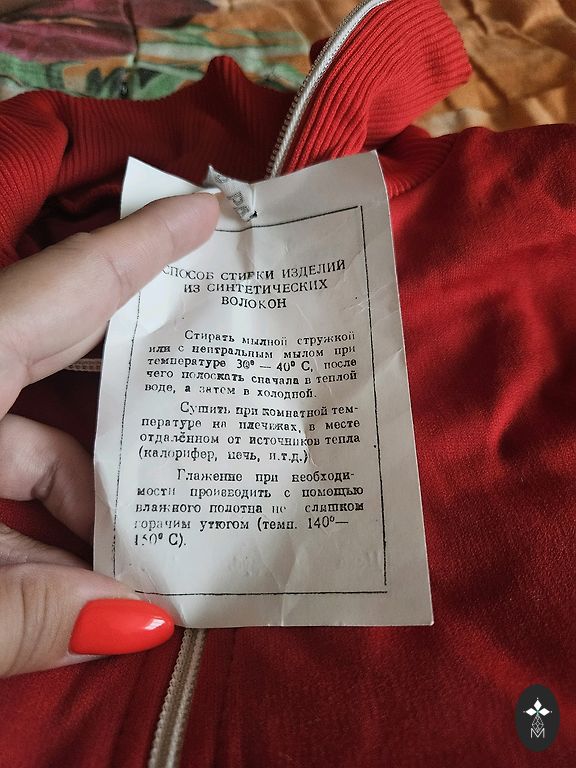 СПОСОБ СТИРКИ ИЗДЕЛИЙ
ИЗ СИНТЕТИЧЕСКИХ
ВОЛОКОН
Стирать мыльной стружкой
или с нейтральным мылом при
температуре 30° — 40° С, после
чего полоскать сначала в теплой
воде, а затем в холодной.
Сушить при комнатной тем-
пературе на плечиках, в месте
отдалённом от источников тепла
(калорифер, печь, и.т.д.)
Глажение при необходи-
мости производить с помощью
влажного полотна не слишком
горячим утюгом (темп. 140°—
150° С).